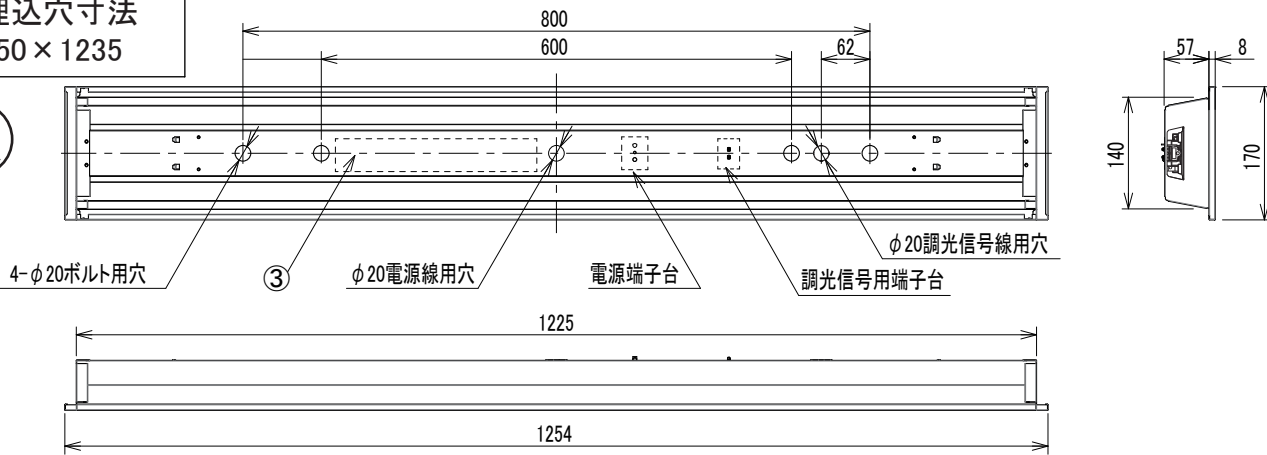 埋込穴寸法
50×1235
800
600
62
57
8
140
170
4-φ20ボルト用穴
③
φ20電源線用穴
電源端子台
調光信号用端子台
φ20調光信号線用穴
1225
1254